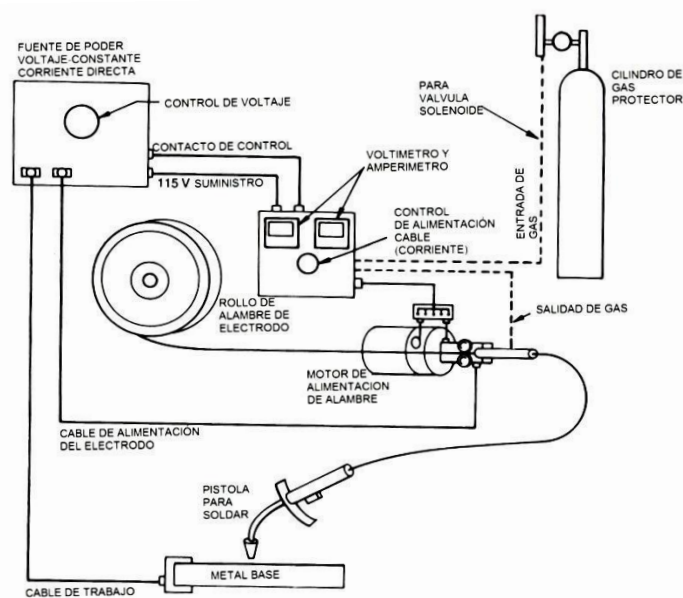 FUENTE DE PODER
VOLTAJE-CONSTANTE
CORRIENTE DIRECTA
CONTROL DE VOLTAJE
CONTACTO DE CONTROL
115 V SUMINISTRO
VOLTIMETRO Y
AMPERIMETRO
CONTROL
DE ALIMENTACIÓN
CABLE
(CORRIENTE)
PARA
VALVULA
SOLENOIDE
ENTRADA DE
GAS
CILINDRO DE
GAS
PROTECTOR
SALIDAD DE GAS
ROLLO DE
ALAMBRE DE
ELECTRODO
MOTOR DE
ALIMENTACION
DE ALAMBRE
CABLE DE ALIMENTACIÓN
DEL ELECTRODO
PISTOLA
PARA
SOLDAR
METAL BASE
CABLE DE TRABAJO